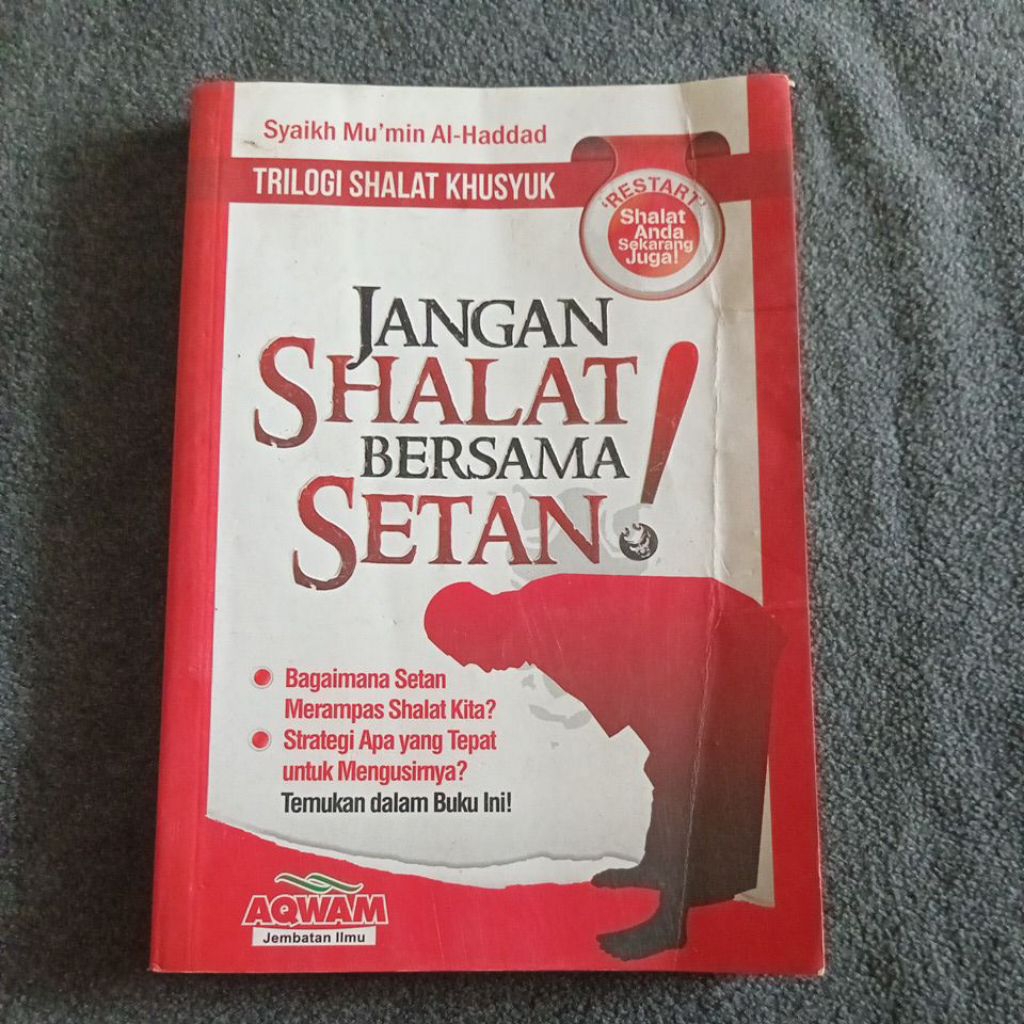 Syaikh Mu'min Al-Haddad
TRILOGI SHALAT KHUSYUK
'RESTART'
Shalat
Anda
Sekarang
Juga!
JANGAN
SHALAT
BERSAMA
SETAN!
Bagaimana Setan
Merampas Shalat Kita?
Strategi Apa yang Tepat
untuk Mengusirnya?
Temukan dalam Buku Ini!
AQWAM
Jembatan Ilmu